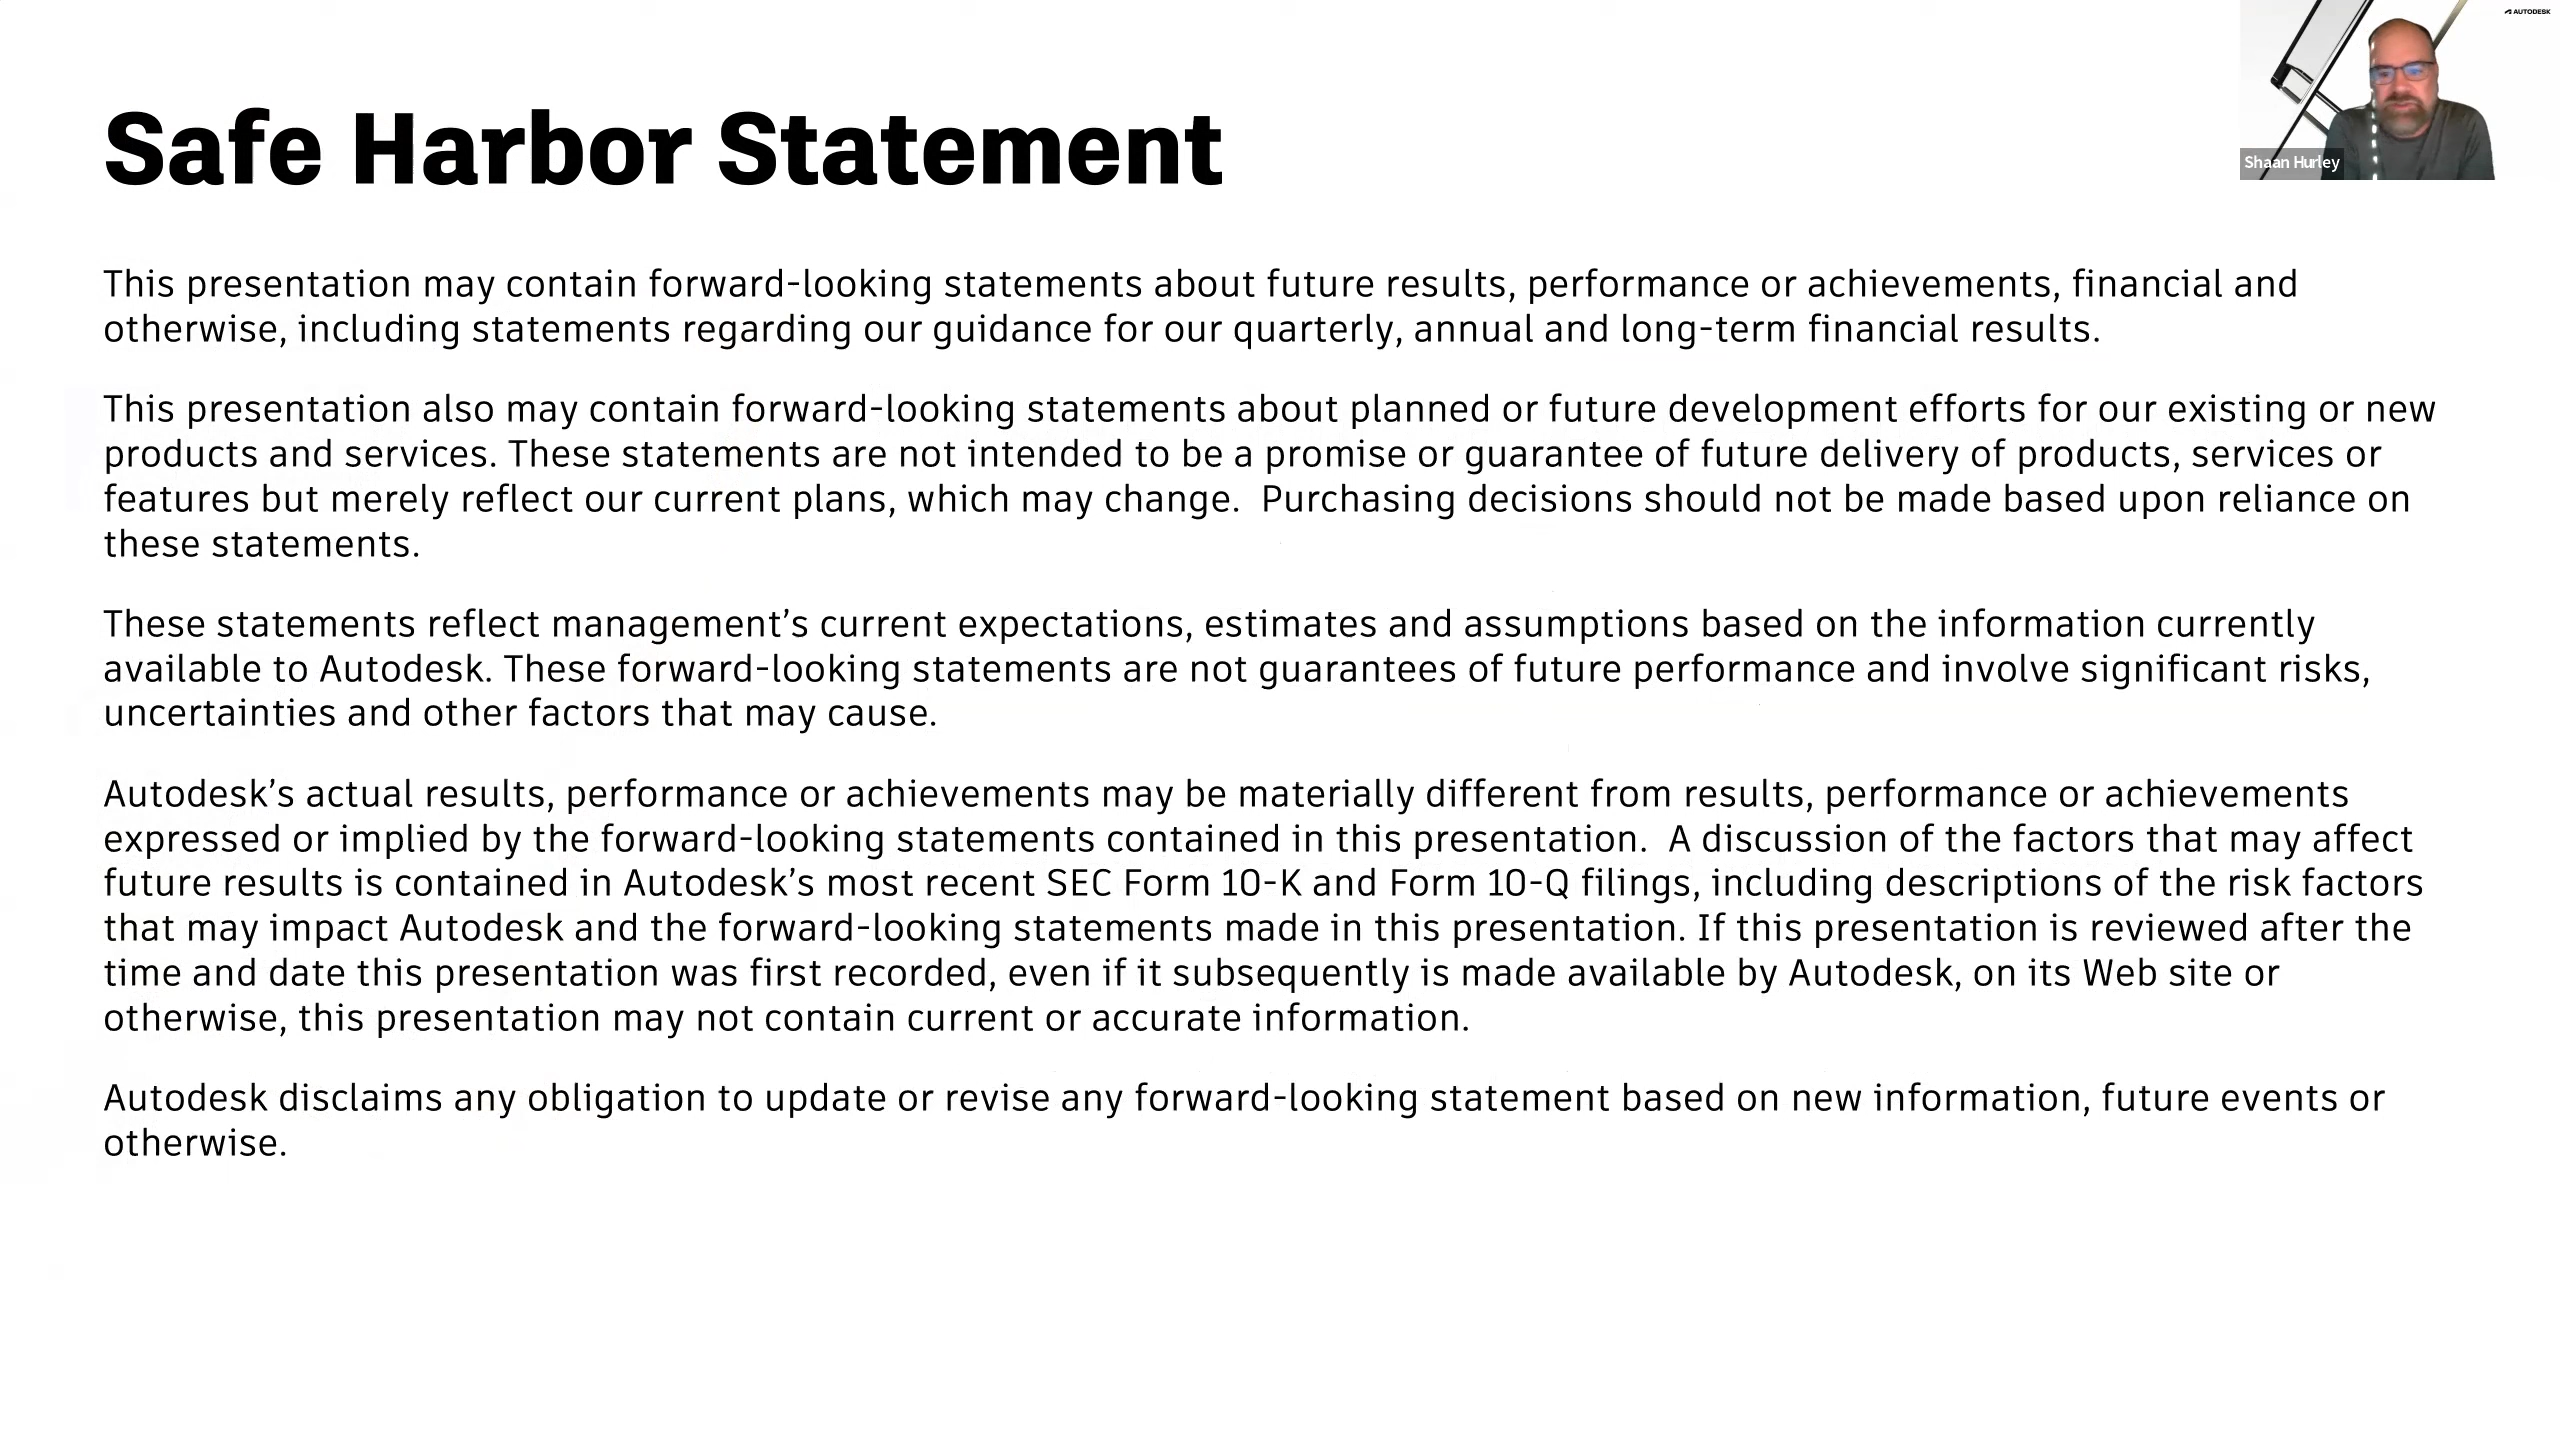 AUTODESK
Safe Harbor Statement
Shaan Hurley
This presentation may contain forward-looking statements about future results, performance or achievements, financial and
otherwise, including statements regarding our guidance for our quarterly, annual and long-term financial results.
This presentation also may contain forward-looking statements about planned or future development efforts for our existing or new
products and services. These statements are not intended to be a promise or guarantee of future delivery of products, services or
features but merely reflect our current plans, which may change.  Purchasing decisions should not be made based upon reliance on
these statements.
These statements reflect management’s current expectations, estimates and assumptions based on the information currently
available to Autodesk. These forward-looking statements are not guarantees of future performance and involve significant risks,
uncertainties and other factors that may cause.
Autodesk’s actual results, performance or achievements may be materially different from results, performance or achievements
expressed or implied by the forward-looking statements contained in this presentation.  A discussion of the factors that may affect
future results is contained in Autodesk’s most recent SEC Form 10-K and Form 10-Q filings, including descriptions of the risk factors
that may impact Autodesk and the forward-looking statements made in this presentation. If this presentation is reviewed after the
time and date this presentation was first recorded, even if it subsequently is made available by Autodesk, on its Web site or
otherwise, this presentation may not contain current or accurate information.
Autodesk disclaims any obligation to update or revise any forward-looking statement based on new information, future events or
otherwise.